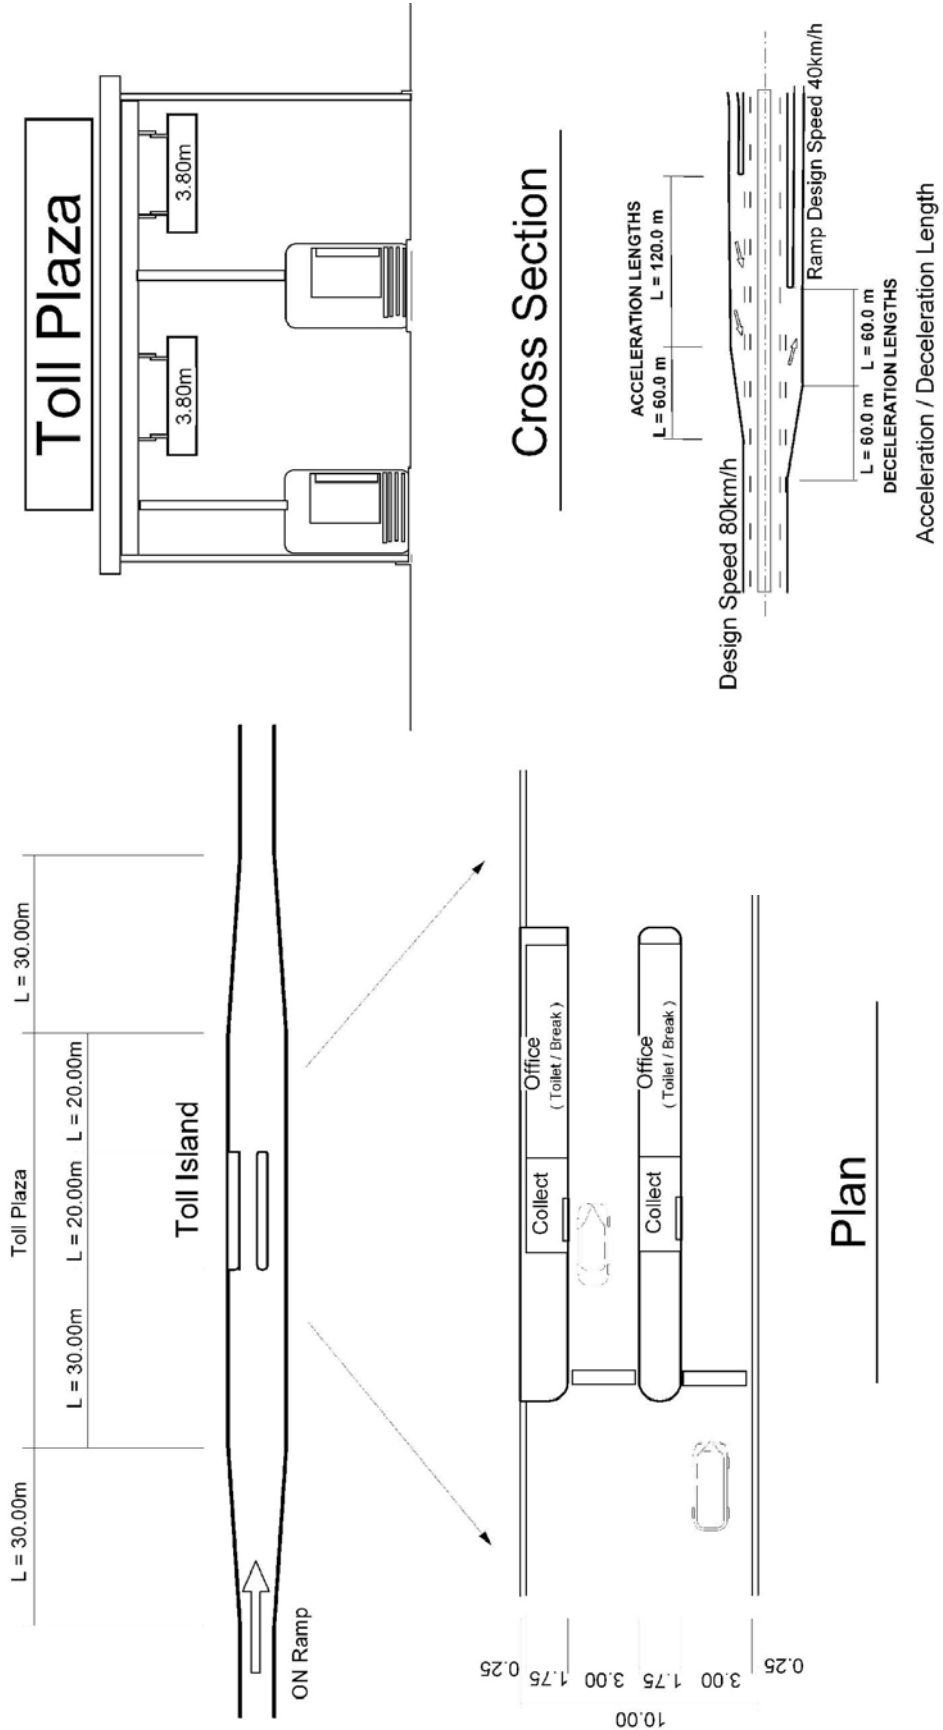 Toll Plaza
L = 30.00m
L = 30.00m
L = 30.00m
L = 20.00m
L = 20.00m
Toll Island
ON Ramp
Toll Plaza
3.80m
3.80m
Cross Section
0.25
1.75
3.00
1.75
3.00
0.25
10.00
Collect
Office
( Toilet / Break )
Collect
Office
( Toilet / Break )
Plan
Design Speed 80km/h
ACCELERATION LENGTHS
L = 60.0 m
L = 120.0 m
Ramp Design Speed 40km/h
L = 60.0 m
L = 60.0 m
DECELERATION LENGTHS
Acceleration / Deceleration Length